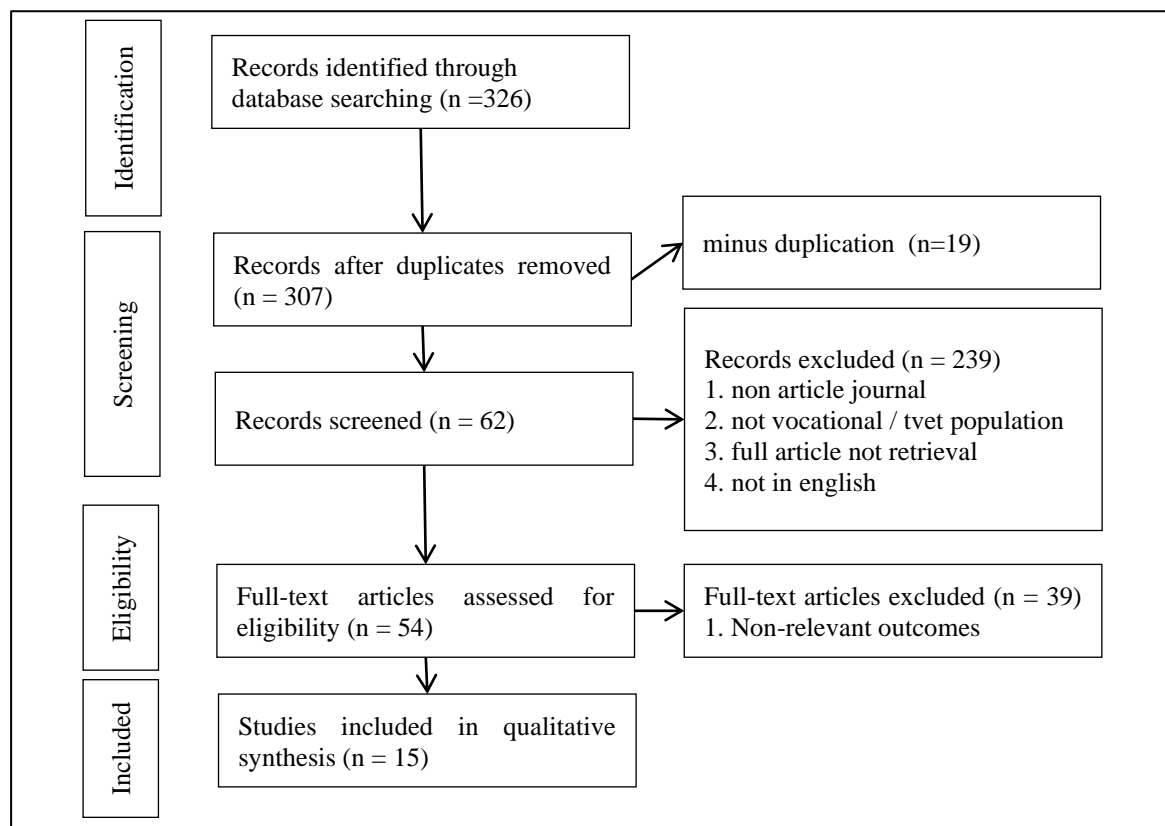 Identification
Records identified through
database searching (n =326)
Screening
Records after duplicates removed
(n = 307)
minus duplication (n=19)
Records screened (n = 62)
Records excluded (n = 239)
1. non article journal
2. not vocational / tvet population
3. full article not retrieval
4. not in english
Eligibility
Full-text articles assessed for
eligibility (n = 54)
Full-text articles excluded (n = 39)
1. Non-relevant outcomes
Included
Studies included in qualitative
synthesis (n = 15)